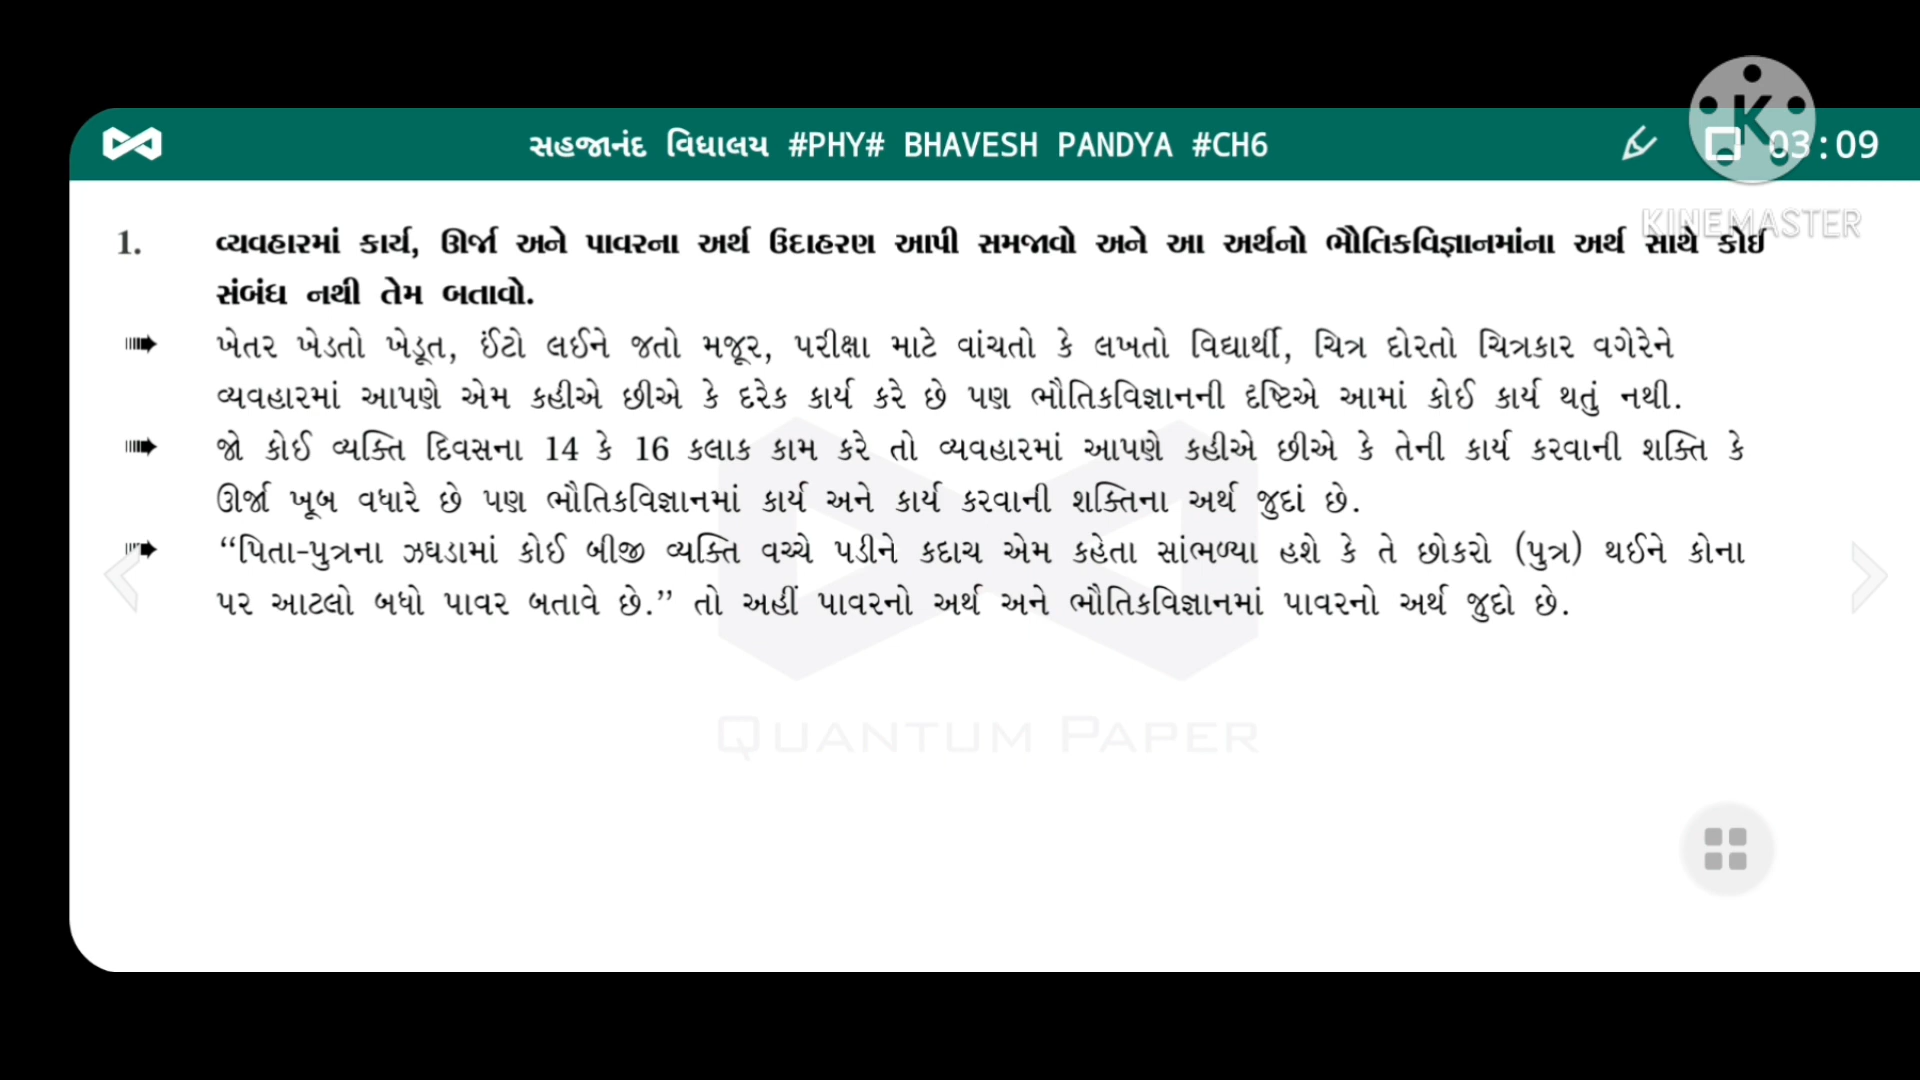 સહજાનંદ વિધાલય #PHY# BHAVESH PANDYA #CH6
03:09
KINEMASTER
1. વ્યવહારમાં કાર્ય, ઊર્જા અને પાવરના અર્થ ઉદાહરણ આપી સમજાવો અને આ અર્થનો ભૌતિકવિજ્ઞાનમાંના અર્થ સાથે કોઈ
સંબંધ નથી તેમ બતાવો.
ખેતર ખેડતો ખેડૂત, ઈંટો લઈને જતો મજૂર, પરીક્ષા માટે વાંચતો કે લખતો વિદ્યાર્થી, ચિત્ર દોરતો ચિત્રકાર વગેરેને
વ્યવહારમાં આપણે એમ કહીએ છીએ કે દરેક કાર્ય કરે છે પણ ભૌતિકવિજ્ઞાનની દૃષ્ટિએ આમાં કોઈ કાર્ય થતું નથી.
જો કોઈ વ્યક્તિ દિવસના 14 કે 16 કલાક કામ કરે તો વ્યવહારમાં આપણે કહીએ છીએ કે તેની કાર્ય કરવાની શક્તિ કે
ઊર્જા ખૂબ વધારે છે પણ ભૌતિકવિજ્ઞાનમાં કાર્ય અને કાર્ય કરવાની શક્તિના અર્થ જુદાં છે.
“પિતા-પુત્રના ઝઘડામાં કોઈ બીજી વ્યક્તિ વચ્ચે પડીને કદાચ એમ કહેતા સાંભળ્યા હશે કે તે છોકરો (પુત્ર) થઈને કોના
પર આટલો બધો પાવર બતાવે છે.” તો અહીં પાવરનો અર્થ અને ભૌતિકવિજ્ઞાનમાં પાવરનો અર્થ જુદો છે.
QUANTUM PAPER